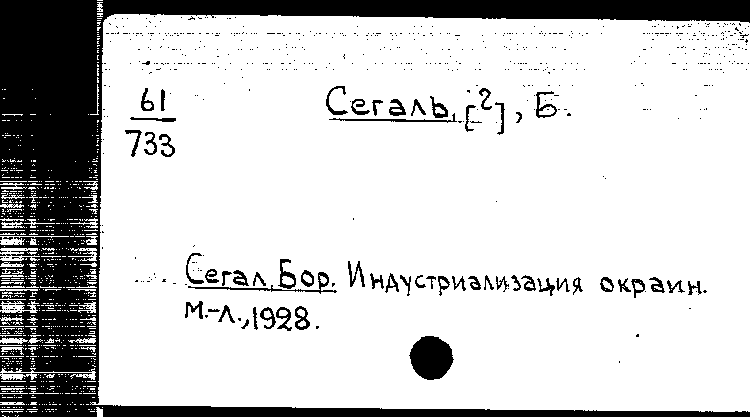 61
733
Сегаль, [2], Б.
Сегал, Бор. Индустриализация окраин.
М.-Л., 1928.